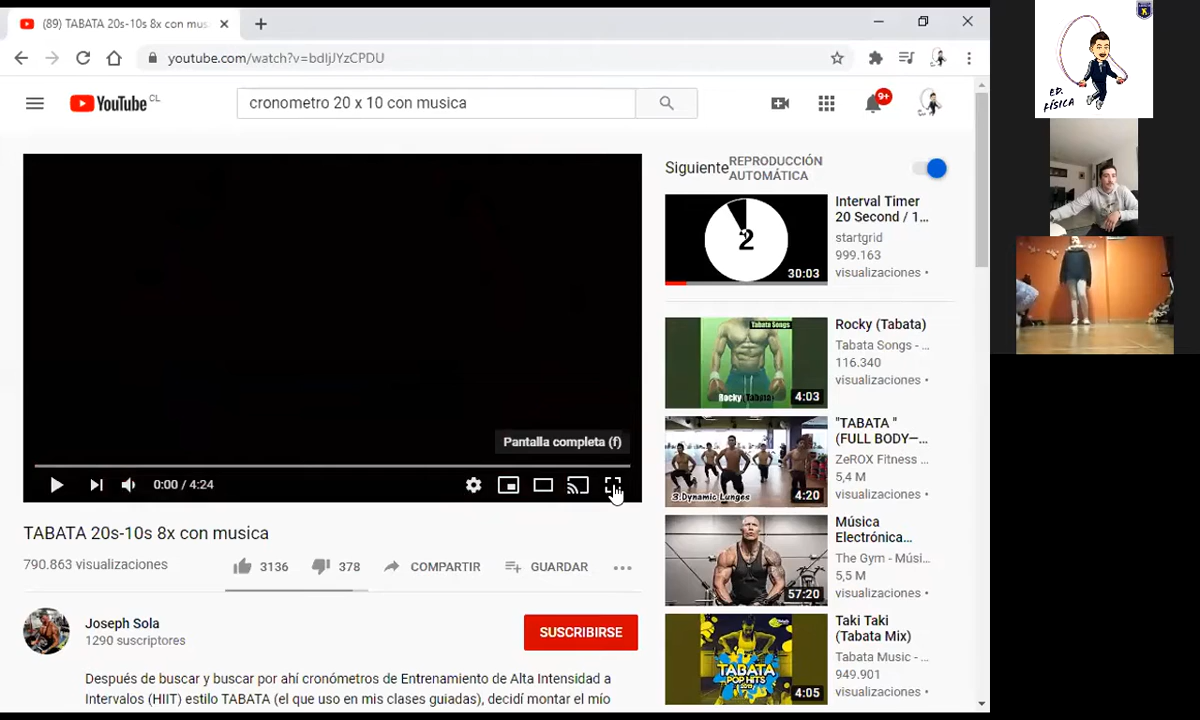 (89) TABATA 20s-10s 8x con mus
youtube.com/watch?v=bdIjJYzCPDU
YouTube CL
cronometro 20 x 10 con musica
9+
Pantalla completa (f)
0:00 / 4:24
TABATA 20s-10s 8x con musica
790.863 visualizaciones
3136
378
COMPARTIR
GUARDAR
Joseph Sola
1290 suscriptores
SUSCRIBIRSE
Después de buscar y buscar por ahí cronómetros de Entrenamiento de Alta Intensidad a
Intervalos (HIIT) estilo TABATA (el que uso en mis clases guiadas), decidí montar el mío
Siguiente
REPRODUCCIÓN
AUTOMÁTICA
2
30:03
Interval Timer
20 Second / 1...
startgrid
999.163
visualizaciones •
Tabata Songs
Rocky (Tabata)
4:03
Rocky (Tabata)
Tabata Songs - ...
116.340
visualizaciones •
3.Dynamic Lunges
4:20
"TABATA "
(FULL BODY—...
ZeROX Fitness ...
5,4 M
visualizaciones •
57:20
Música
Electrónica...
The Gym - Músi...
5,5 M
visualizaciones •
TABATA
POP HITS
4:05
Taki Taki
(Tabata Mix)
Tabata Music - ...
949.901
visualizaciones •
ED.
FÍSICA